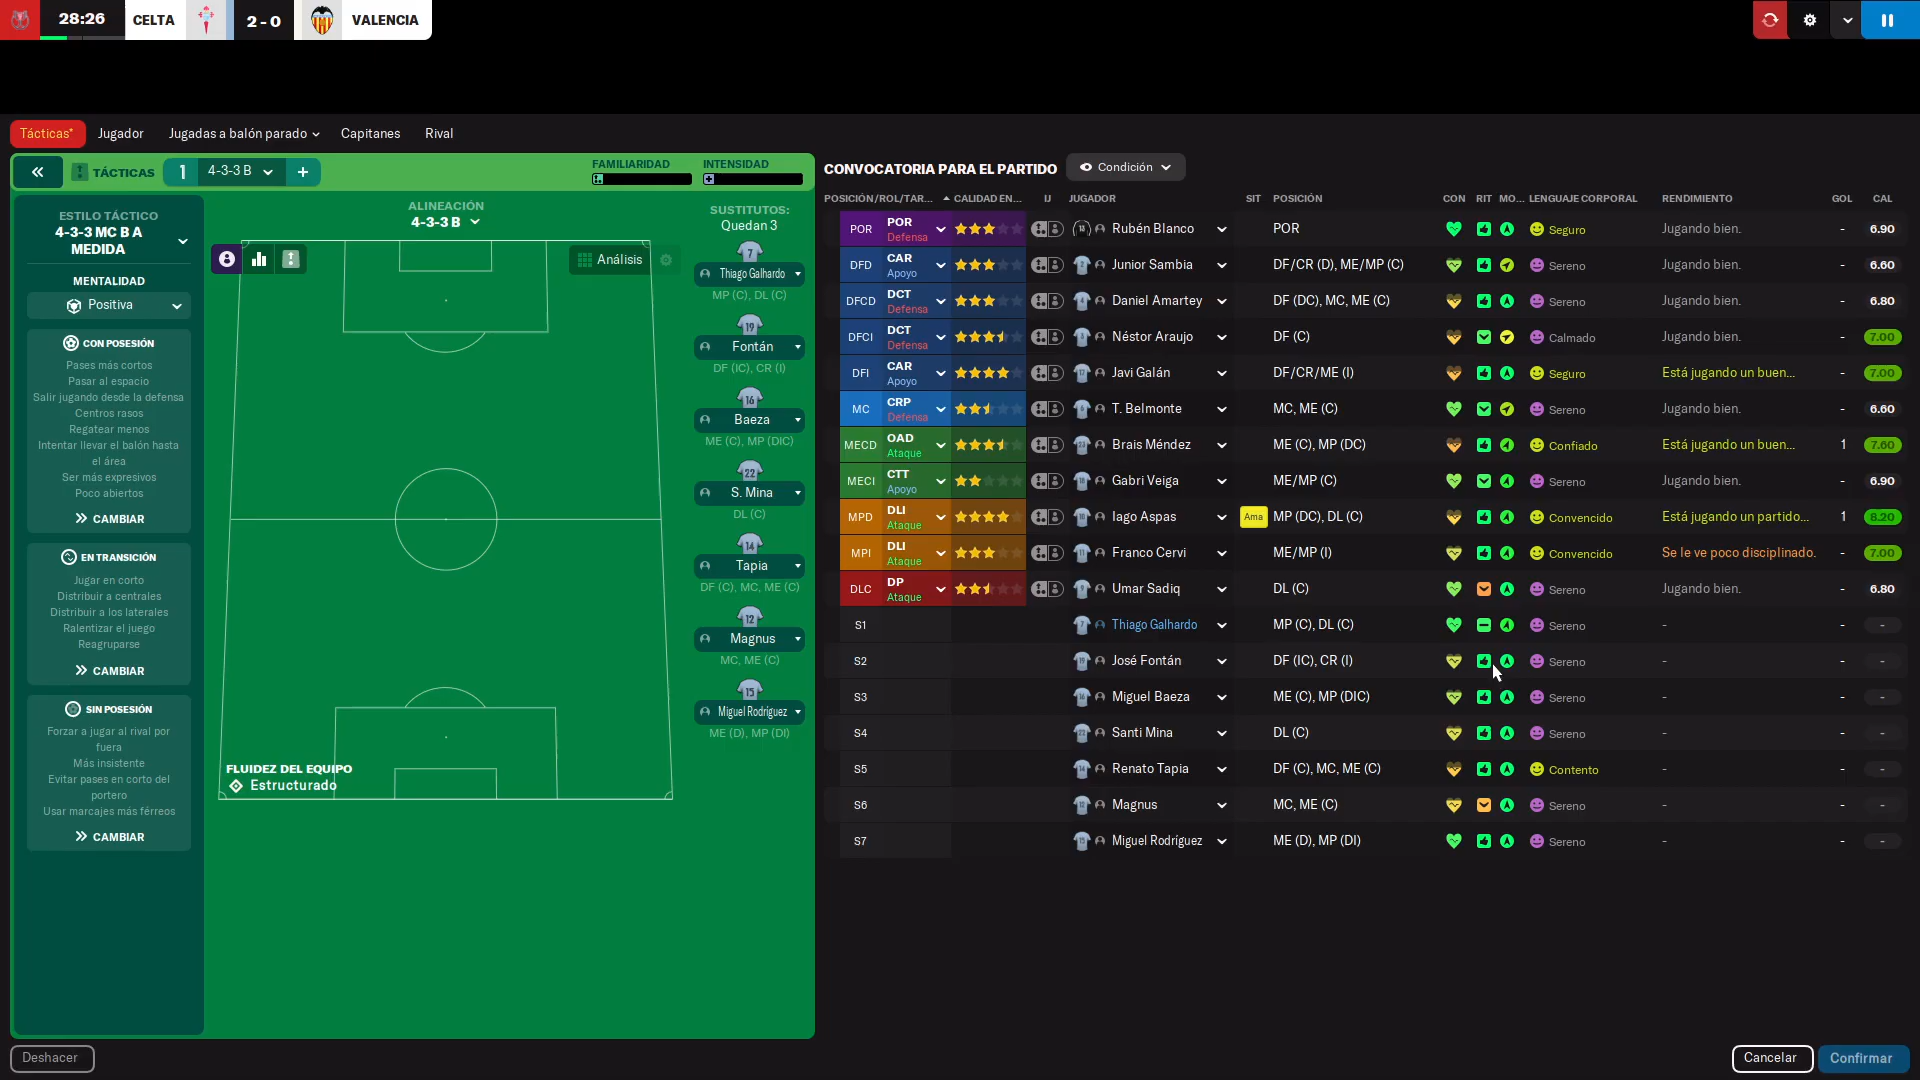 28:26 CELTA 2 - 0 VALENCIA
Tácticas* Jugador Jugadas a balón parado Capitanes Rival
TÁCTICAS 1 4-3-3 B +
FAMILIARIDAD INTENSIDAD
ESTILO TÁCTICO
4-3-3 MC B A
MEDIDA
MENTALIDAD
Positiva
CON POSESIÓN
Pases más cortos
Pasar al espacio
Salir jugando desde la defensa
Centros rasos
Regatear menos
Intentar llevar el balón hasta
el área
Ser más expresivos
Poco abiertos
CAMBIAR
EN TRANSICIÓN
Jugar en corto
Distribuir a centrales
Distribuir a los laterales
Ralentizar el juego
Reagruparse
CAMBIAR
SIN POSESIÓN
Forzar a jugar al rival por
fuera
Más insistente
Evitar pases en corto del
portero
Usar marcajes más férreos
CAMBIAR
ALINEACIÓN
4-3-3 B
Análisis
FLUIDEZ DEL EQUIPO
Estructurado
SUSTITUTOS:
Quedan 3
7
Thiago Galhardo
MP (C), DL (C)
19
Fontán
DF (IC), CR (I)
16
Baeza
ME (C), MP (DIC)
22
S. Mina
DL (C)
14
Tapia
DF (C), MC, ME (C)
12
Magnus
MC, ME (C)
15
Miguel Rodríguez
ME (D), MP (DI)
CONVOCATORIA PARA EL PARTIDO Condición
POSICIÓN/ROL/TAR... CALIDAD EN... IJ JUGADOR SIT POSICIÓN CON RIT MO... LENGUAJE CORPORAL RENDIMIENTO GOL CAL
POR POR Defensa Rubén Blanco POR Seguro Jugando bien. - 6.90
DFD CAR Apoyo Junior Sambia DF/CR (D), ME/MP (C) Sereno Jugando bien. - 6.60
DFCD DCT Defensa Daniel Amartey DF (DC), MC, ME (C) Sereno Jugando bien. - 6.80
DFCI DCT Defensa Néstor Araujo DF (C) Calmado Jugando bien. - 7.00
DFI CAR Apoyo Javi Galán DF/CR/ME (I) Seguro Está jugando un buen... - 7.00
MC CRP Defensa T. Belmonte MC, ME (C) Sereno Jugando bien. - 6.60
MECD OAD Ataque Brais Méndez ME (C), MP (DC) Confiado Está jugando un buen... 1 7.60
MECI CTT Apoyo Gabri Veiga ME/MP (C) Sereno Jugando bien. - 6.90
MPD DLI Ataque Iago Aspas Ama MP (DC), DL (C) Convencido Está jugando un partido... 1 8.20
MPI DLI Ataque Franco Cervi ME/MP (I) Convencido Se le ve poco disciplinado. - 7.00
DLC DP Ataque Umar Sadiq DL (C) Sereno Jugando bien. - 6.80
S1 Thiago Galhardo MP (C), DL (C) Sereno - - -
S2 José Fontán DF (IC), CR (I) Sereno - - -
S3 Miguel Baeza ME (C), MP (DIC) Sereno - - -
S4 Santi Mina DL (C) Sereno - - -
S5 Renato Tapia DF (C), MC, ME (C) Contento - - -
S6 Magnus MC, ME (C) Sereno - - -
S7 Miguel Rodríguez ME (D), MP (DI) Sereno - - -
Deshacer Cancelar Confirmar